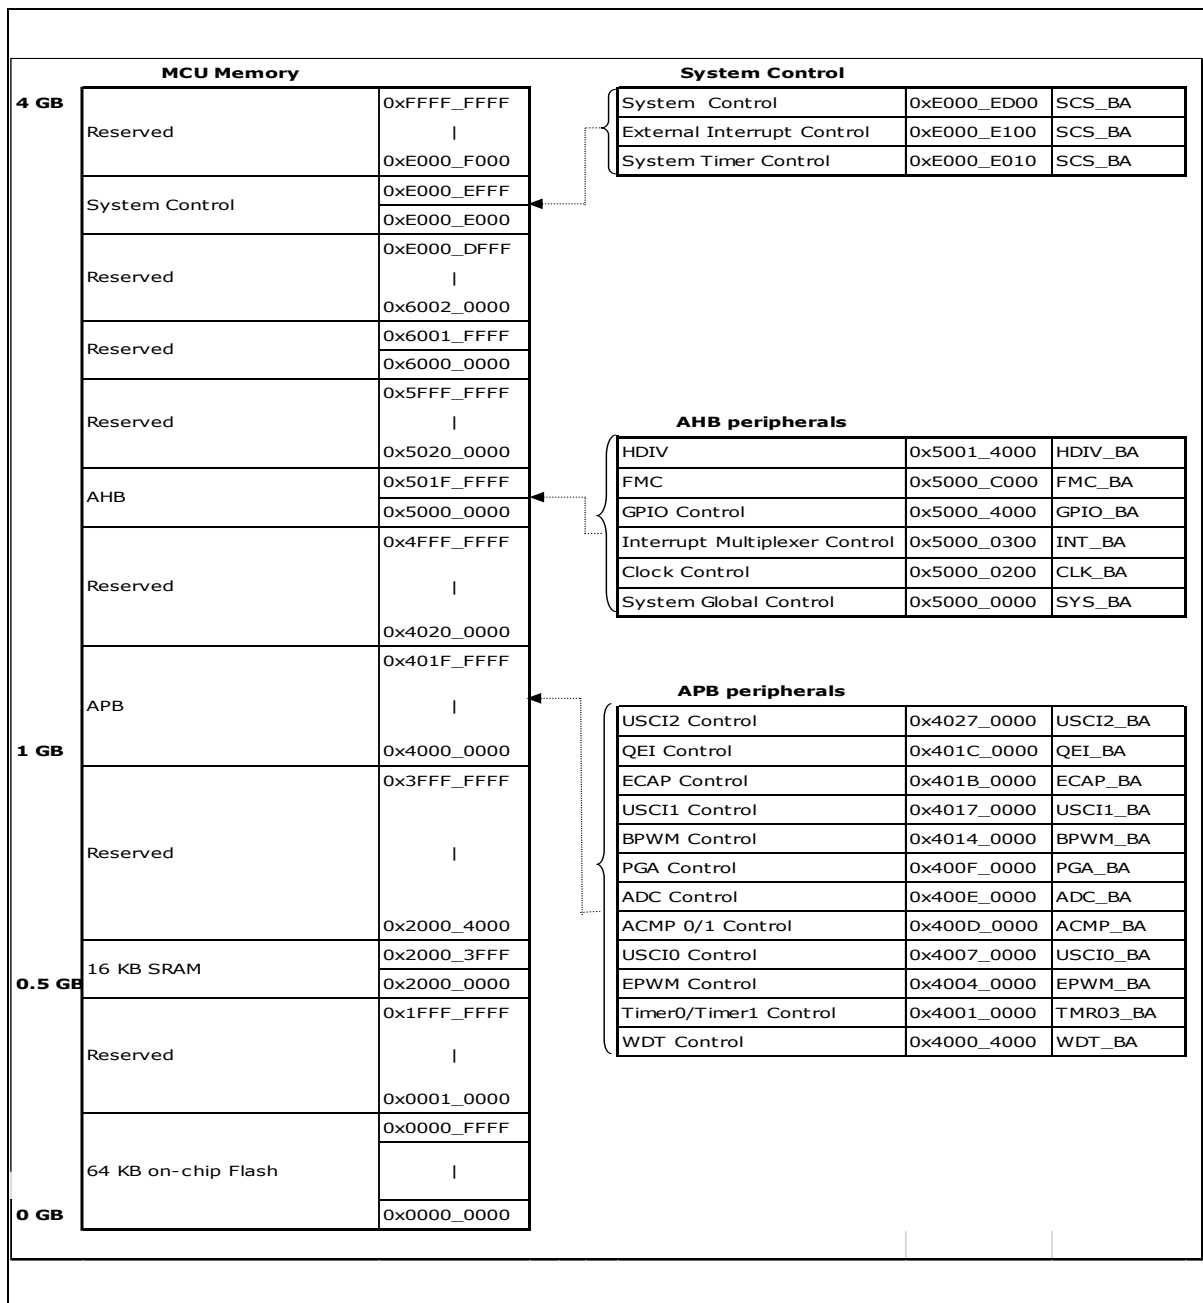 MCU Memory
System Control
4 GB
Reserved
0xFFFF_FFFF
|
0xE000_F000
System Control
0xE000_EFFF
0xE000_E000
Reserved
0xE000_DFFF
|
0x6002_0000
Reserved
0x6001_FFFF
0x6000_0000
Reserved
0x5FFF_FFFF
|
0x5020_0000
AHB
0x501F_FFFF
0x5000_0000
Reserved
0x4FFF_FFFF
|
0x4020_0000
APB
0x401F_FFFF
|
1 GB
0x4000_0000
Reserved
0x3FFF_FFFF
|
0x2000_4000
16 KB SRAM
0x2000_3FFF
0.5 GB
0x2000_0000
Reserved
0x1FFF_FFFF
|
0x0001_0000
64 KB on-chip Flash
0x0000_FFFF
|
0 GB
0x0000_0000
System Control 0xE000_ED00 SCS_BA
External Interrupt Control 0xE000_E100 SCS_BA
System Timer Control 0xE000_E010 SCS_BA
AHB peripherals
HDIV 0x5001_4000 HDIV_BA
FMC 0x5000_C000 FMC_BA
GPIO Control 0x5000_4000 GPIO_BA
Interrupt Multiplexer Control 0x5000_0300 INT_BA
Clock Control 0x5000_0200 CLK_BA
System Global Control 0x5000_0000 SYS_BA
APB peripherals
USCI2 Control 0x4027_0000 USCI2_BA
QEI Control 0x401C_0000 QEI_BA
ECAP Control 0x401B_0000 ECAP_BA
USCI1 Control 0x4017_0000 USCI1_BA
BPWM Control 0x4014_0000 BPWM_BA
PGA Control 0x400F_0000 PGA_BA
ADC Control 0x400E_0000 ADC_BA
ACMP 0/1 Control 0x400D_0000 ACMP_BA
USCI0 Control 0x4007_0000 USCI0_BA
EPWM Control 0x4004_0000 EPWM_BA
Timer0/Timer1 Control 0x4001_0000 TMR03_BA
WDT Control 0x4000_4000 WDT_BA